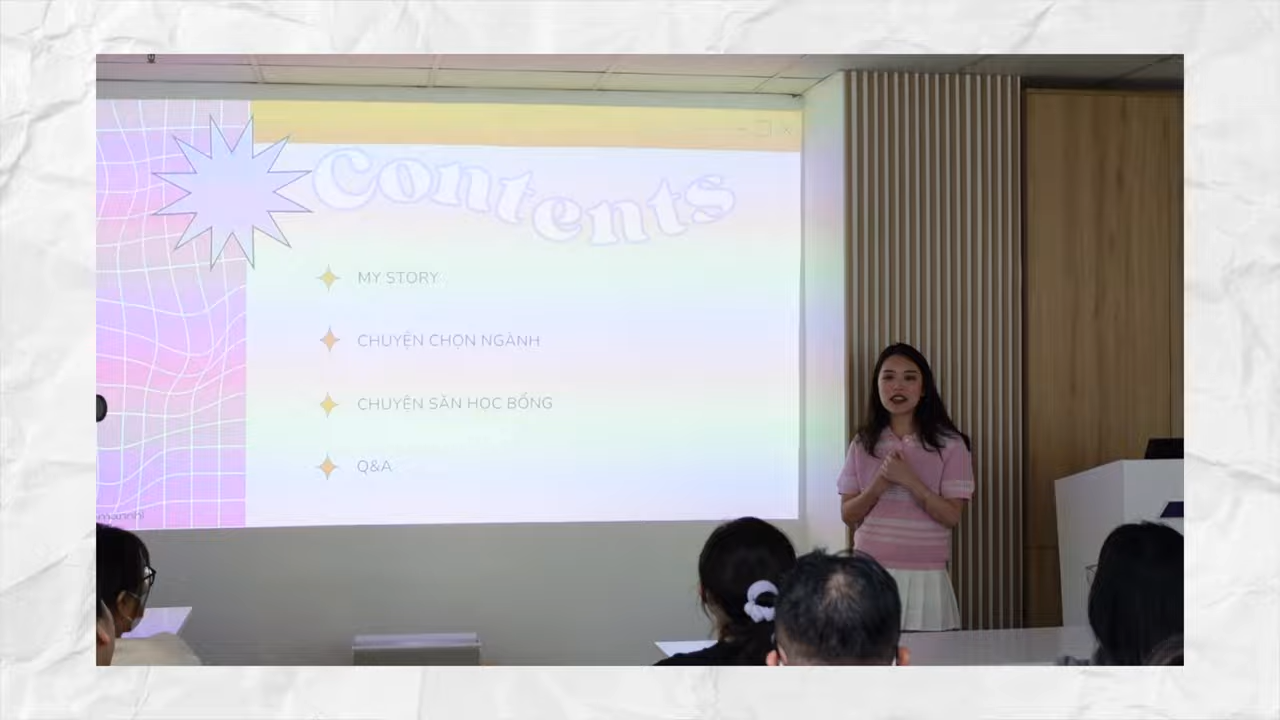 Contents
MY STORY
CHUYỆN CHỌN NGÀNH
CHUYỆN SĂN HỌC BỔNG
Q&A